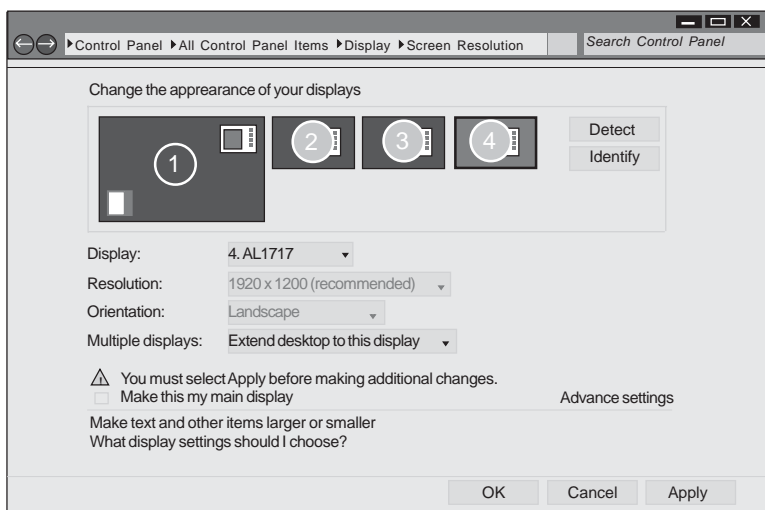 Control Panel All Control Panel Items Display Screen Resolution
Search Control Panel
Change the apprearance of your displays
1
2
3
4
Detect
Identify
Display: 4. AL1717
Resolution: 1920 x 1200 (recommended)
Orientation: Landscape
Multiple displays: Extend desktop to this display
You must select Apply before making additional changes.
Make this my main display
Advance settings
Make text and other items larger or smaller
What display settings should I choose?
OK Cancel Apply